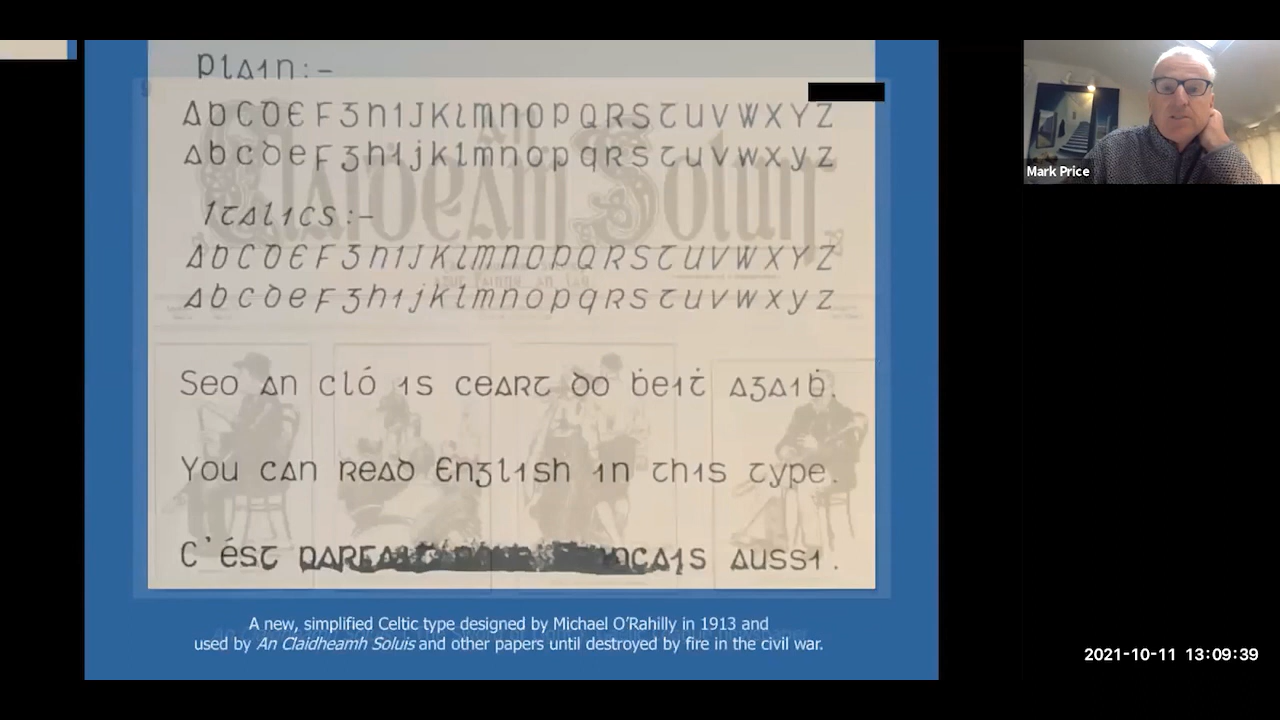 Plain:-
Mark Price
AbCDEFGhIJKlmnopqRSTUVWXYZ
abcdefghijklmnopqrstuvwxyz
Italics:-
AbCDEFGhIJKlmnopqRSTUVWXYZ
abcdefghijklmnopqrstuvwxyz
Seo an cló is ceart do ḃeiṫ agaiḃ.
You can read English in this type.
C'ést aussi.
A new, simplified Celtic type designed by Michael O'Rahilly in 1913 and
used by An Claidheamh Soluis and other papers until destroyed by fire in the civil war.
2021-10-11 13:09:39